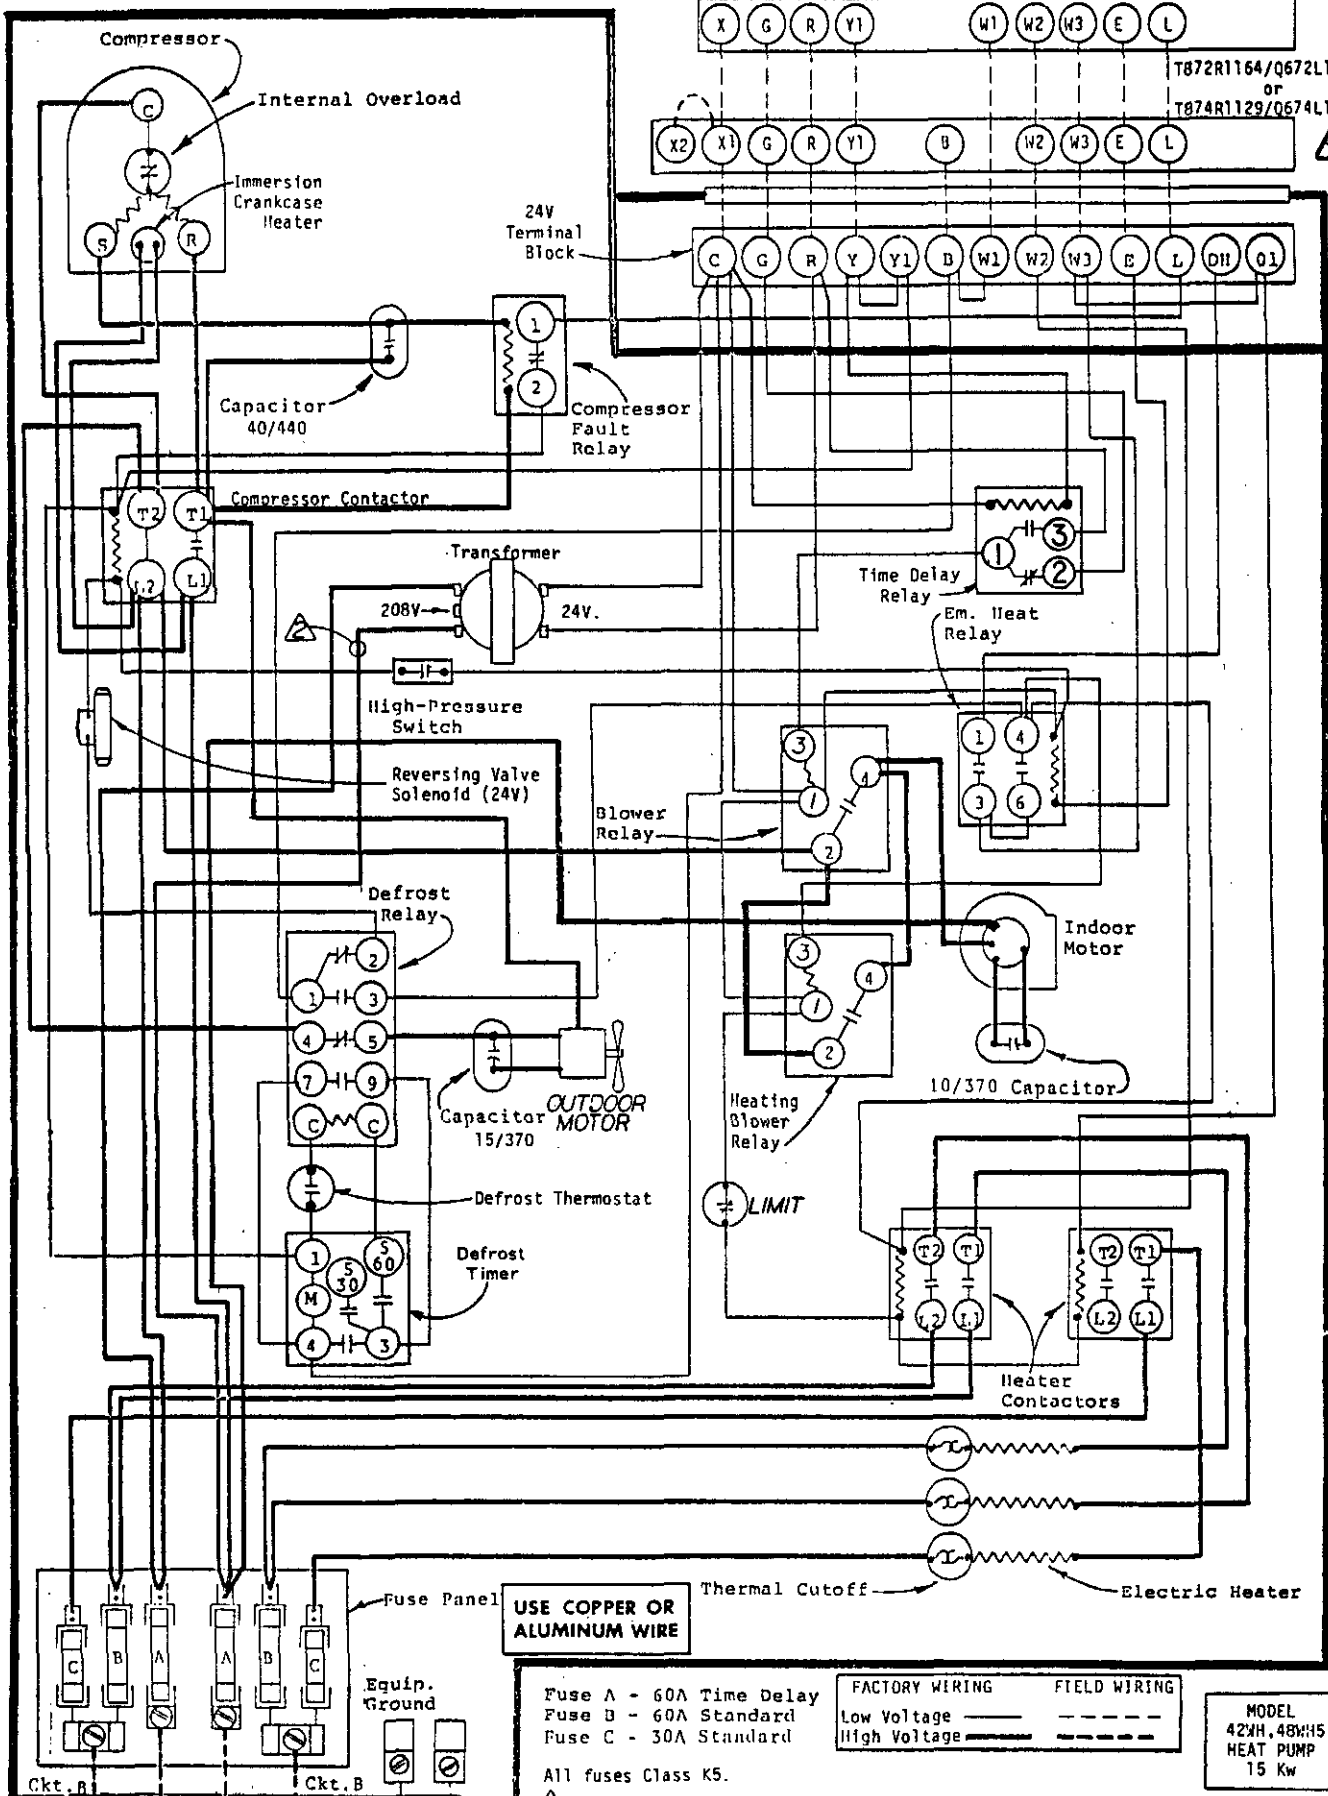 X G R Y1 W1 W2 W3 E L
T872R1164/Q672L1
or
T874R1129/Q674L1
X2 X1 G R Y1 B W2 W3 E L
24V
Terminal
Block
C G R Y Y1 B W1 W2 W3 E L DH O1
Compressor
C
Internal Overload
Immersion
Crankcase
Heater
S R
Capacitor
40/440
1
2
Compressor
Fault
Relay
Compressor Contactor
T2 T1
L2 L1
Transformer
208V
24V.
2
Time Delay
Relay
1 3
2
High-Pressure
Switch
Em. Heat
Relay
1 4
3 6
Reversing Valve
Solenoid (24V)
Blower
Relay
3 4
1
2
Defrost
Relay
2
1 3
4 5
7 9
C C
Capacitor
15/370
OUTDOOR
MOTOR
Heating
Blower
Relay
3 4
1
2
Indoor
Motor
10/370 Capacitor
Defrost Thermostat
LIMIT
Defrost
Timer
1 S 30 S 60
M
4 3
T2 T1
L2 L1
T2 T1
L2 L1
Heater
Contactors
Thermal Cutoff
Electric Heater
Fuse Panel
C B A A B C
USE COPPER OR
ALUMINUM WIRE
Equip.
Ground
Ckt.B
Ckt.B
Fuse A - 60A Time Delay
Fuse B - 60A Standard
Fuse C - 30A Standard
All fuses Class K5.
FACTORY WIRING FIELD WIRING
Low Voltage
High Voltage
MODEL
42WH,48WH5
HEAT PUMP
15 Kw